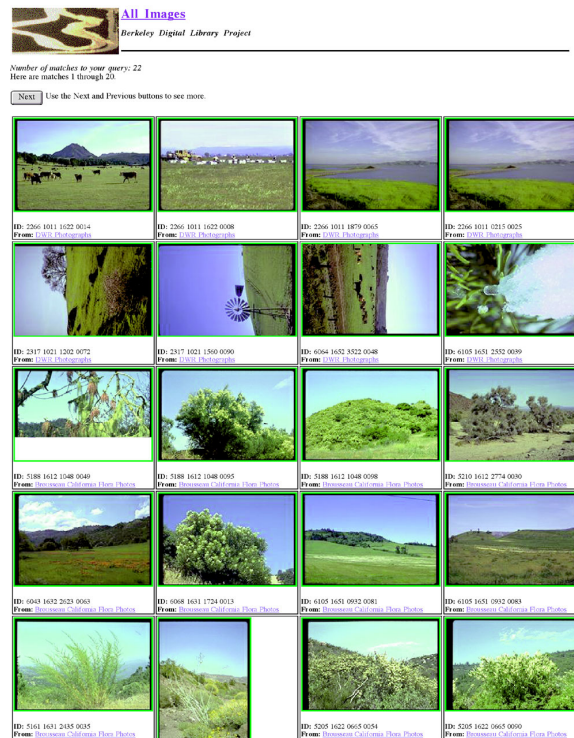 All Images
Berkeley Digital Library Project
Number of matches to your query: 22
Here are matches 1 through 20.
Next Use the Next and Previous buttons to see more.
ID: 2266 1011 1622 0014
From: DWR Photographs
ID: 2266 1011 1622 0008
From: DWR Photographs
ID: 2266 1011 1879 0065
From: DWR Photographs
ID: 2266 1011 0215 0025
From: DWR Photographs
ID: 2317 1021 1202 0072
From: DWR Photographs
ID: 2317 1021 1560 0090
From: DWR Photographs
ID: 6064 1652 3522 0048
From: DWR Photographs
ID: 6105 1651 2552 0039
From: DWR Photographs
ID: 5188 1612 1048 0049
From: Brousseau California Flora Photos
ID: 5188 1612 1048 0095
From: Brousseau California Flora Photos
ID: 5188 1612 1048 0098
From: Brousseau California Flora Photos
ID: 5210 1612 2774 0030
From: Brousseau California Flora Photos
ID: 6043 1632 2623 0063
From: Brousseau California Flora Photos
ID: 6068 1631 1724 0013
From: Brousseau California Flora Photos
ID: 6105 1651 0932 0081
From: Brousseau California Flora Photos
ID: 6105 1651 0932 0083
From: Brousseau California Flora Photos
ID: 5161 1631 2435 0035
From: Brousseau California Flora Photos
ID: 5205 1622 0665 0054
From: Brousseau California Flora Photos
ID: 5205 1622 0665 0090
From: Brousseau California Flora Photos